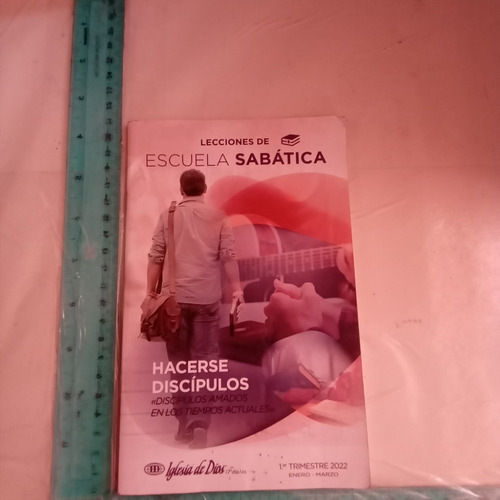 LECCIONES DE
ESCUELA SABÁTICA
HACERSE
DISCÍPULOS
«DISCÍPULOS AMADOS
EN LOS TIEMPOS ACTUALES»
Iglesia de Dios
1er TRIMESTRE 2022
ENERO - MARZO